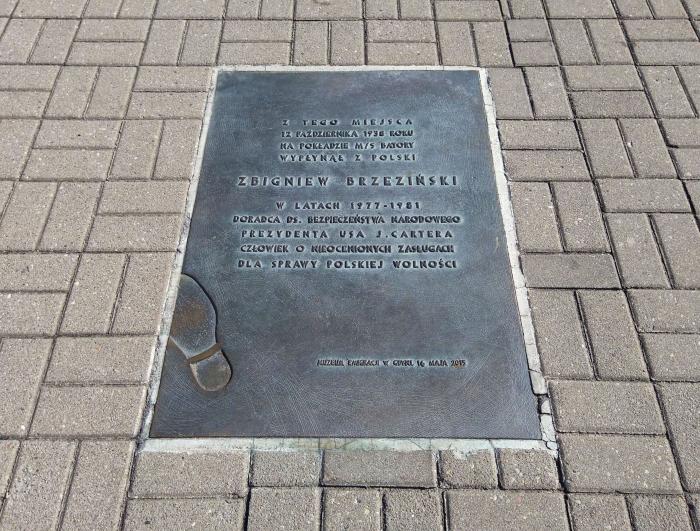 Z TEGO MIEJSCA
12 PAŹDZIERNIKA 1938 ROKU
NA POKŁADZIE M/S BATORY
WYPŁYNĄŁ Z POLSKI
ZBIGNIEW BRZEZIŃSKI
W LATACH 1977-1981
DORADCA DS. BEZPIECZEŃSTWA NARODOWEGO
PREZYDENTA USA J.CARTERA
CZŁOWIEK O NIEOCENIONYCH ZASŁUGACH
DLA SPRAWY POLSKIEJ WOLNOŚCI
MUZEUM EMIGRACJI W GDYNI, 16 MAJA 2015